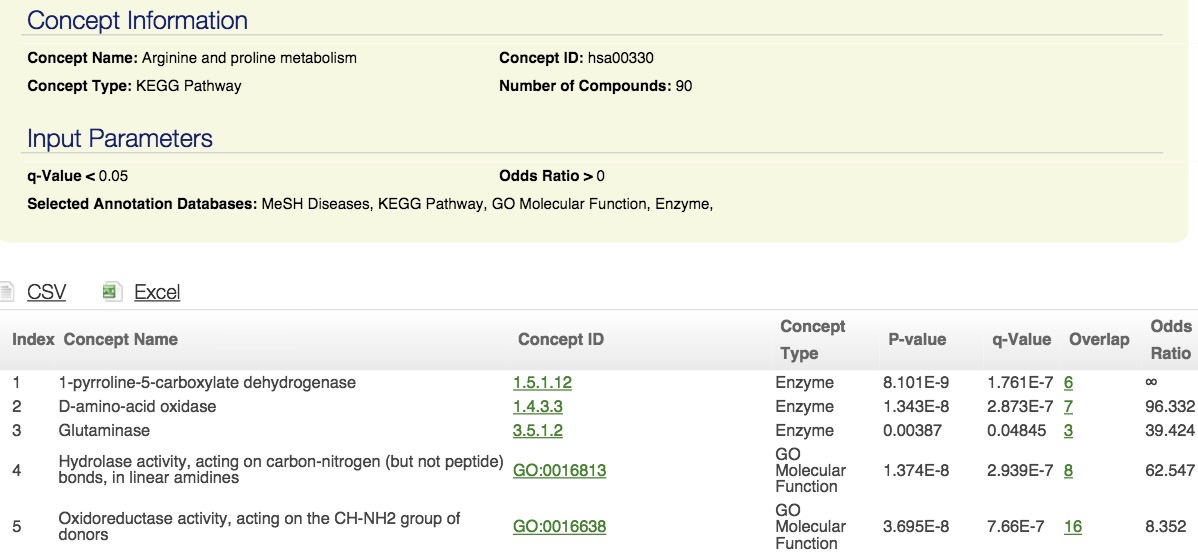 Concept Information
Concept Name: Arginine and proline metabolism Concept ID: hsa00330
Concept Type: KEGG Pathway Number of Compounds: 90
Input Parameters
q-Value < 0.05 Odds Ratio > 0
Selected Annotation Databases: MeSH Diseases, KEGG Pathway, GO Molecular Function, Enzyme,
CSV Excel
Index Concept Name Concept ID Concept Type P-value q-Value Overlap Odds Ratio
1 1-pyrroline-5-carboxylate dehydrogenase 1.5.1.12 Enzyme 8.101E-9 1.761E-7 6 ∞
2 D-amino-acid oxidase 1.4.3.3 Enzyme 1.343E-8 2.873E-7 7 96.332
3 Glutaminase 3.5.1.2 Enzyme 0.00387 0.04845 3 39.424
4 Hydrolase activity, acting on carbon-nitrogen (but not peptide) bonds, in linear amidines GO:0016813 GO Molecular Function 1.374E-8 2.939E-7 8 62.547
5 Oxidoreductase activity, acting on the CH-NH2 group of donors GO:0016638 GO Molecular Function 3.695E-8 7.66E-7 16 8.352